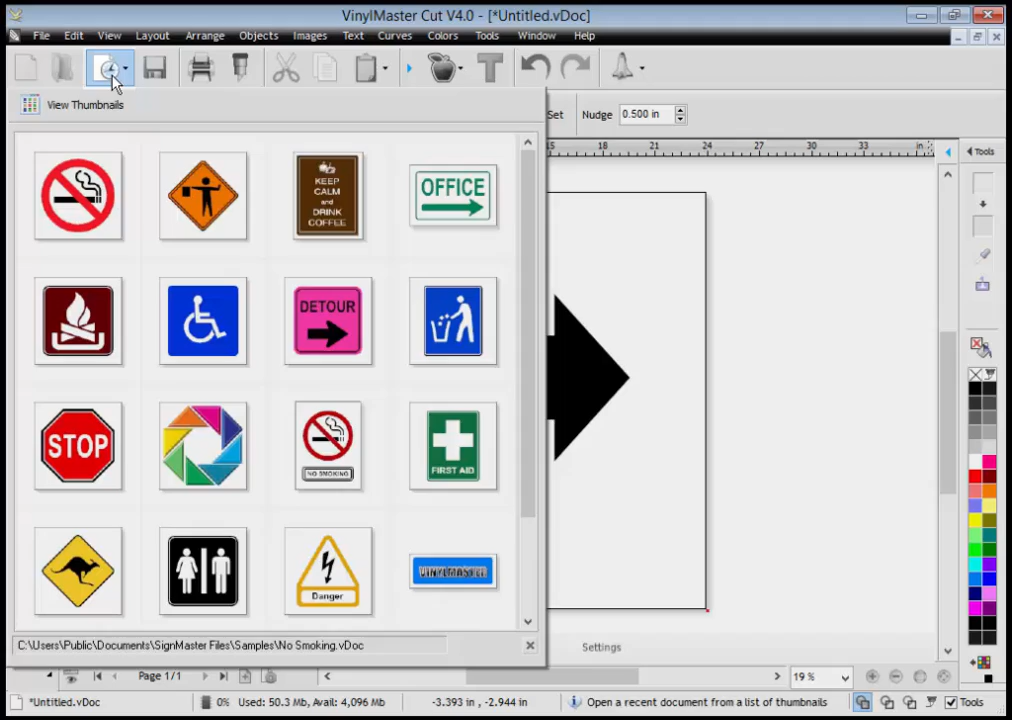 VinylMaster Cut V4.0 - [*Untitled.vDoc]
File Edit View Layout Arrange Objects Images Text Curves Colors Tools Window Help
View Thumbnails
Set Nudge 0.500 in
15 18 21 24 27 30 33 in
Tools
KEEP
CALM
and
DRINK
COFFEE
OFFICE
DETOUR
STOP
NO SMOKING
FIRST AID
Danger
VINYLMASTER
C:\Users\Public\Documents\SignMaster Files\Samples\No Smoking.vDoc
Settings
Page 1/1
19 %
*Untitled.vDoc 0% Used: 50.3 Mb, Avail: 4,096 Mb -3.393 in , -2.944 in Open a recent document from a list of thumbnails Tools